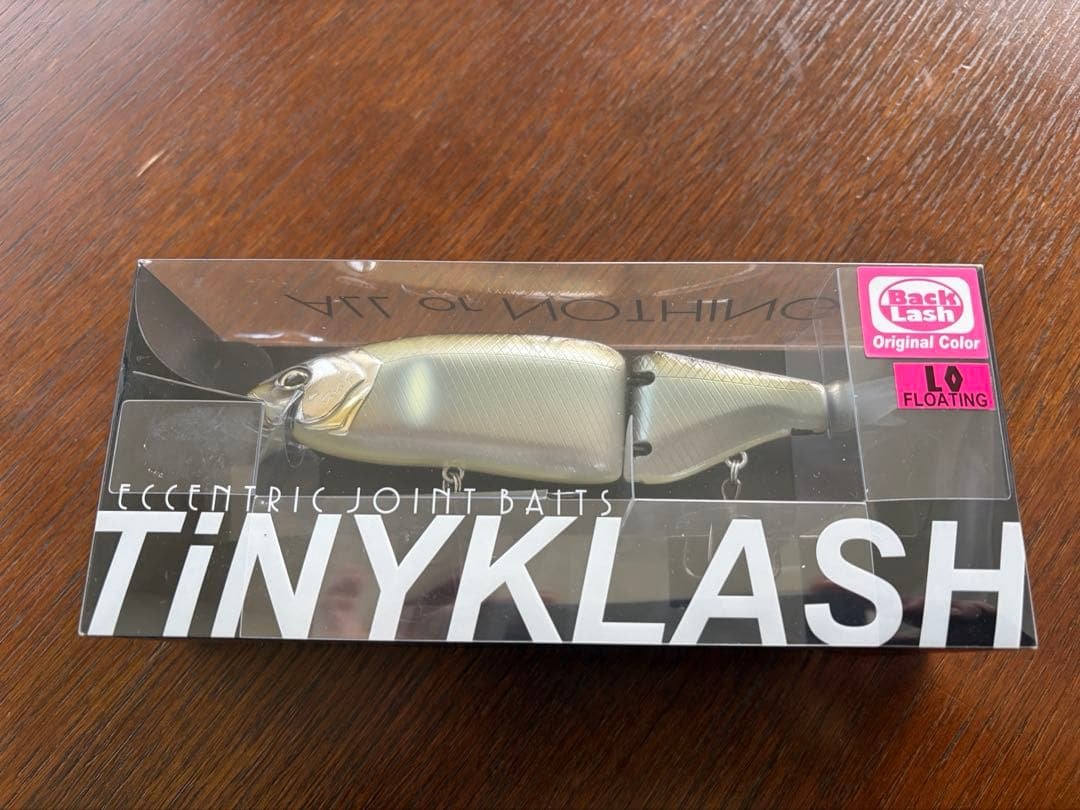 ALL or NOTHING
Back
Lash
Original Color
LO
FLOATING
ECCENTRIC JOINT BAITS
TiNYKLASH